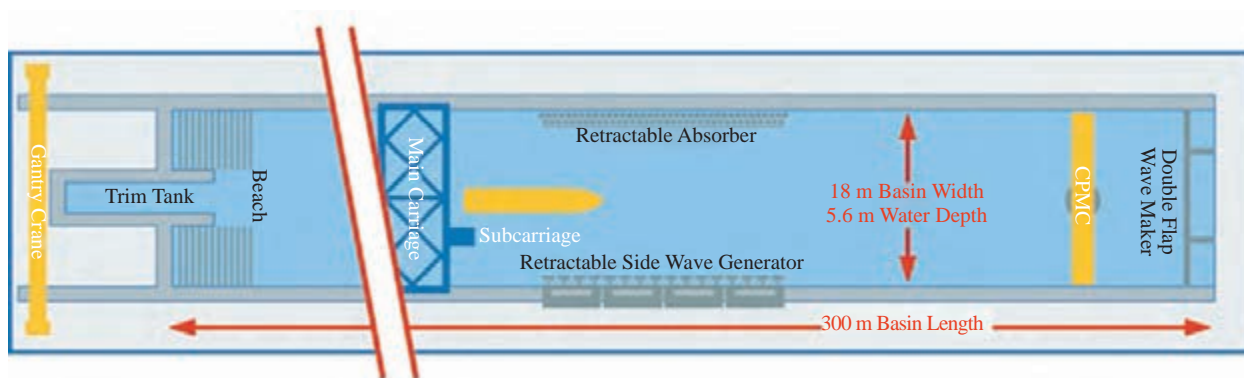 Gantry Crane
Trim Tank
Beach
Main Carriage
Subcarriage
Retractable Absorber
Retractable Side Wave Generator
18 m Basin Width
5.6 m Water Depth
CPMC
Double Flap
Wave Maker
300 m Basin Length